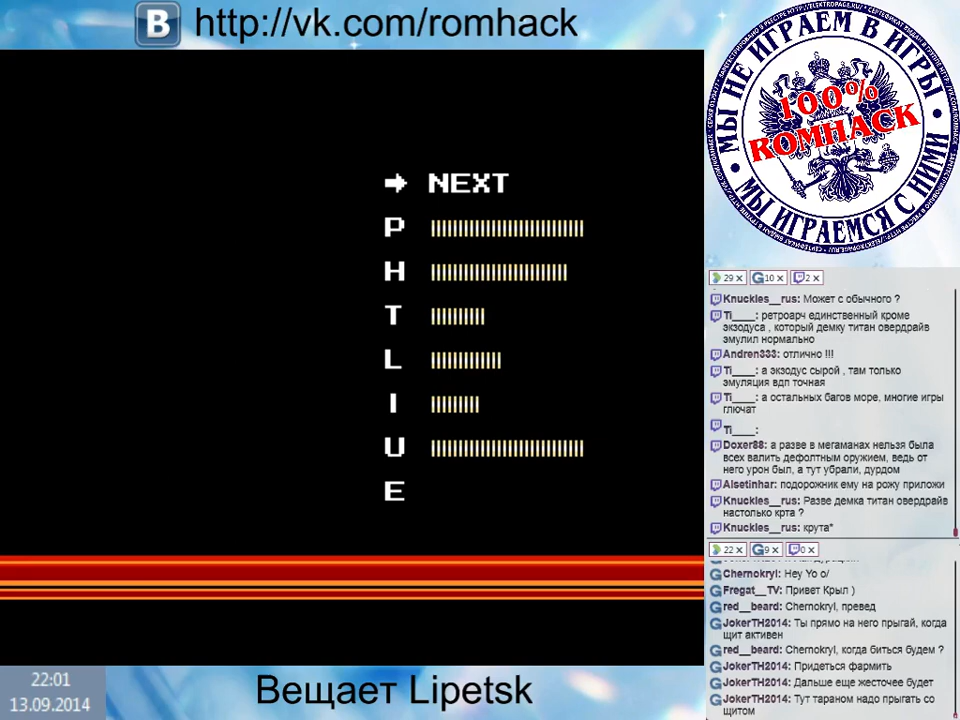 http://vk.com/romhack
МЫ НЕ ИГРАЕМ В ИГРЫ
100%
ROMHACK
МЫ ИГРАЕМСЯ С НИМИ
NEXT
P
H
T
L
I
U
E
29 x G10 x 2 x
Knuckles__rus: Может с обычного ?
Ti____: ретроарч единственный кроме
экзодуса , который демку титан овердрайв
эмулил нормально
Andren333: отлично !!!
Ti____: а экзодус сырой , там только
эмуляция вдп точная
Ti____: а остальных багов море, многие игры
глючат
Ti____:
Doxer88: а разве в мегаманах нельзя была
всех валить дефолтным оружием, ведь от
него урон был, а тут убрали, дурдом
Alsetinhar: подорожник ему на рожу приложи
Knuckles__rus: Разве демка титан овердрайв
настолько крта ?
Knuckles__rus: крута*
22 x G9 x 0 x
Chernokryl: Hey Yo o/
Fregat__TV: Привет Крыл )
red__beard: Chernokryl, превед
JokerTH2014: Ты прямо на него прыгай, когда
щит активен
red__beard: Chernokryl, когда биться будем ?
JokerTH2014: Придеться фармить
JokerTH2014: Дальше еще жесточее будет
JokerTH2014: Тут тараном надо прыгать со
щитом
22:01
13.09.2014
Вещает Lipetsk